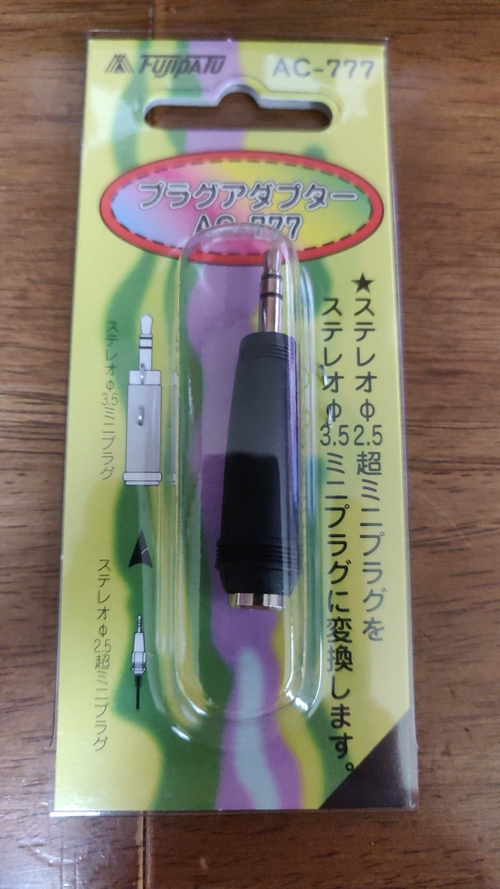 FUJIPATU
AC-777
プラグアダプター
AC-777
★ステレオφ2.5超ミニプラグを
ステレオφ3.5ミニプラグに変換します。
ステレオφ3.5ミニプラグ
ステレオφ2.5超ミニプラグ